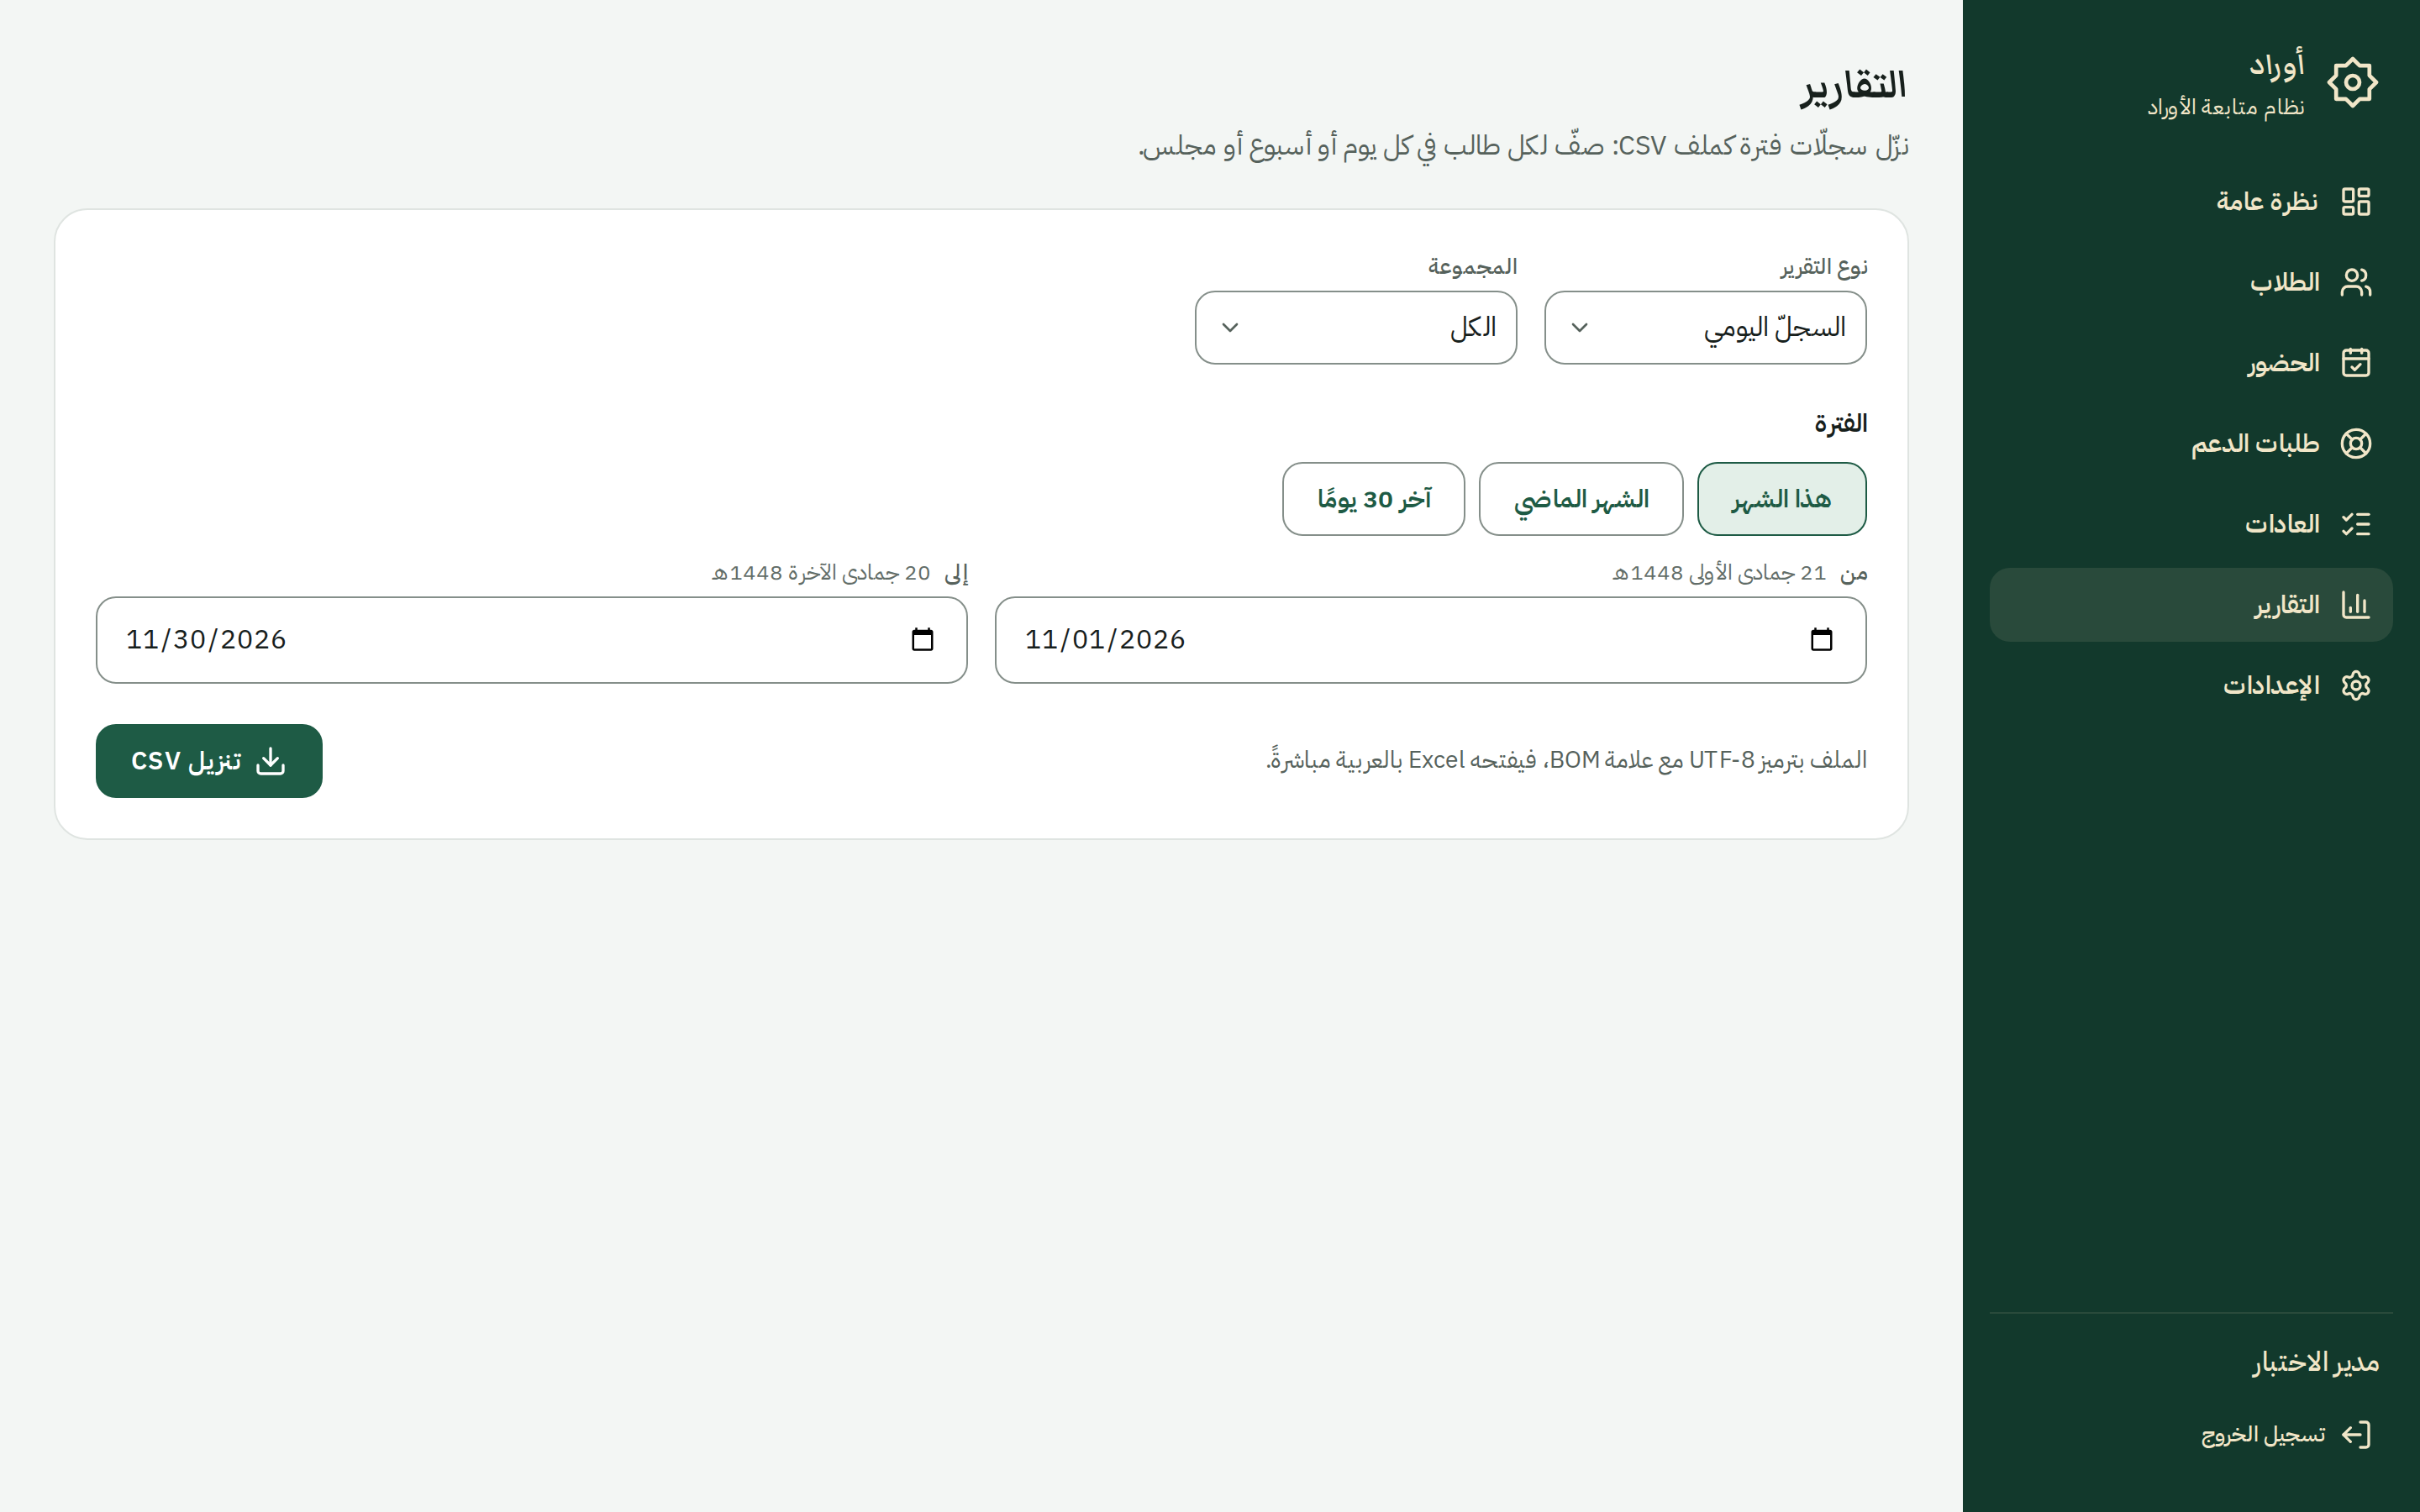 أوراد
نظام متابعة الأوراد
نظرة عامة
الطلاب
الحضور
طلبات الدعم
العادات
التقارير
الإعدادات
مدير الاختبار
تسجيل الخروج
التقارير
نزّل سجلّات فترة كملف CSV: صفّ لكل طالب في كل يوم أو أسبوع أو مجلس.
نوع التقرير
السجلّ اليومي
المجموعة
الكل
الفترة
هذا الشهر
الشهر الماضي
آخر 30 يومًا
من 21 جمادى الأولى 1448هـ
11/01/2026
إلى 20 جمادى الآخرة 1448هـ
11/30/2026
الملف بترميز UTF-8 مع علامة BOM، فيفتحه Excel بالعربية مباشرةً.
تنزيل CSV